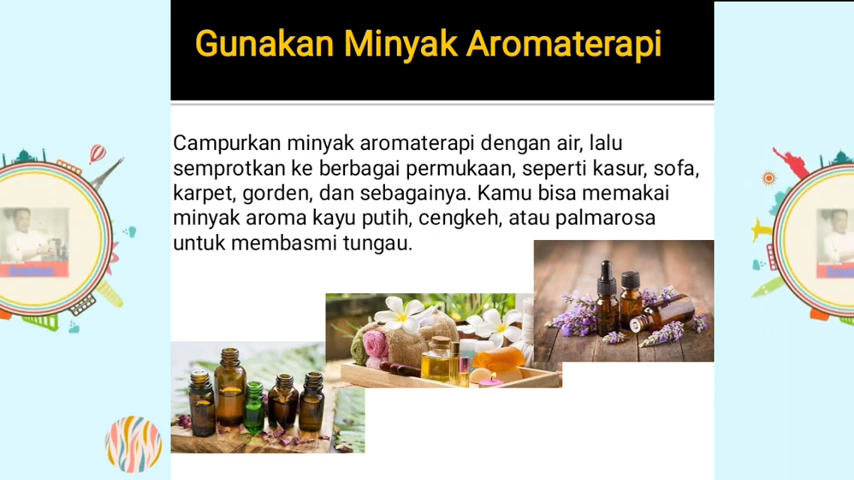 Gunakan Minyak Aromaterapi
Campurkan minyak aromaterapi dengan air, lalu
semprotkan ke berbagai permukaan, seperti kasur, sofa,
karpet, gorden, dan sebagainya. Kamu bisa memakai
minyak aroma kayu putih, cengkeh, atau palmarosa
untuk membasmi tungau.